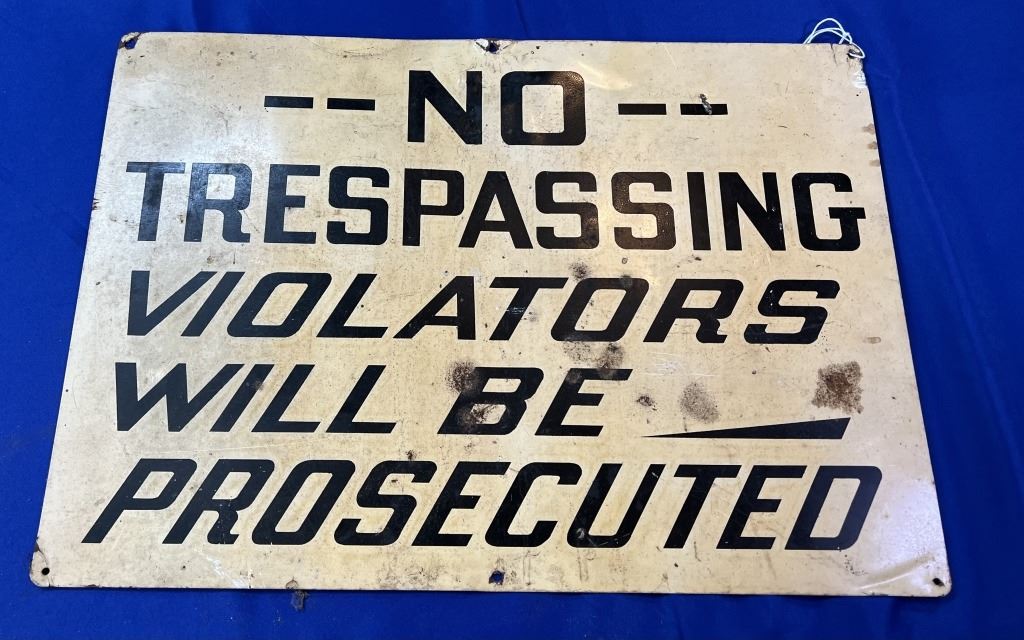 -- NO --
TRESPASSING
VIOLATORS
WILL BE
PROSECUTED